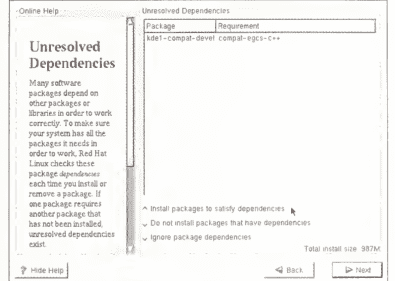 Online Help
Unresolved
Dependencies
Many software
packages depend on
other packages or
libraries in order to work
correctly. To make sure
your system has all the
packages it needs in
order to work, Red Hat
Linux checks these
package dependencies
each time you install or
remove a package. If
one package requires
another package that
has not been installed,
unresolved dependencies
exist.
Unresolved Dependencies
Package Requirement
kde1-compat-devel compat-egcs-c++
Install packages to satisfy dependencies
Do not install packages that have dependencies
Ignore package dependencies
Total install size 987M
Hide Help
Back
Next